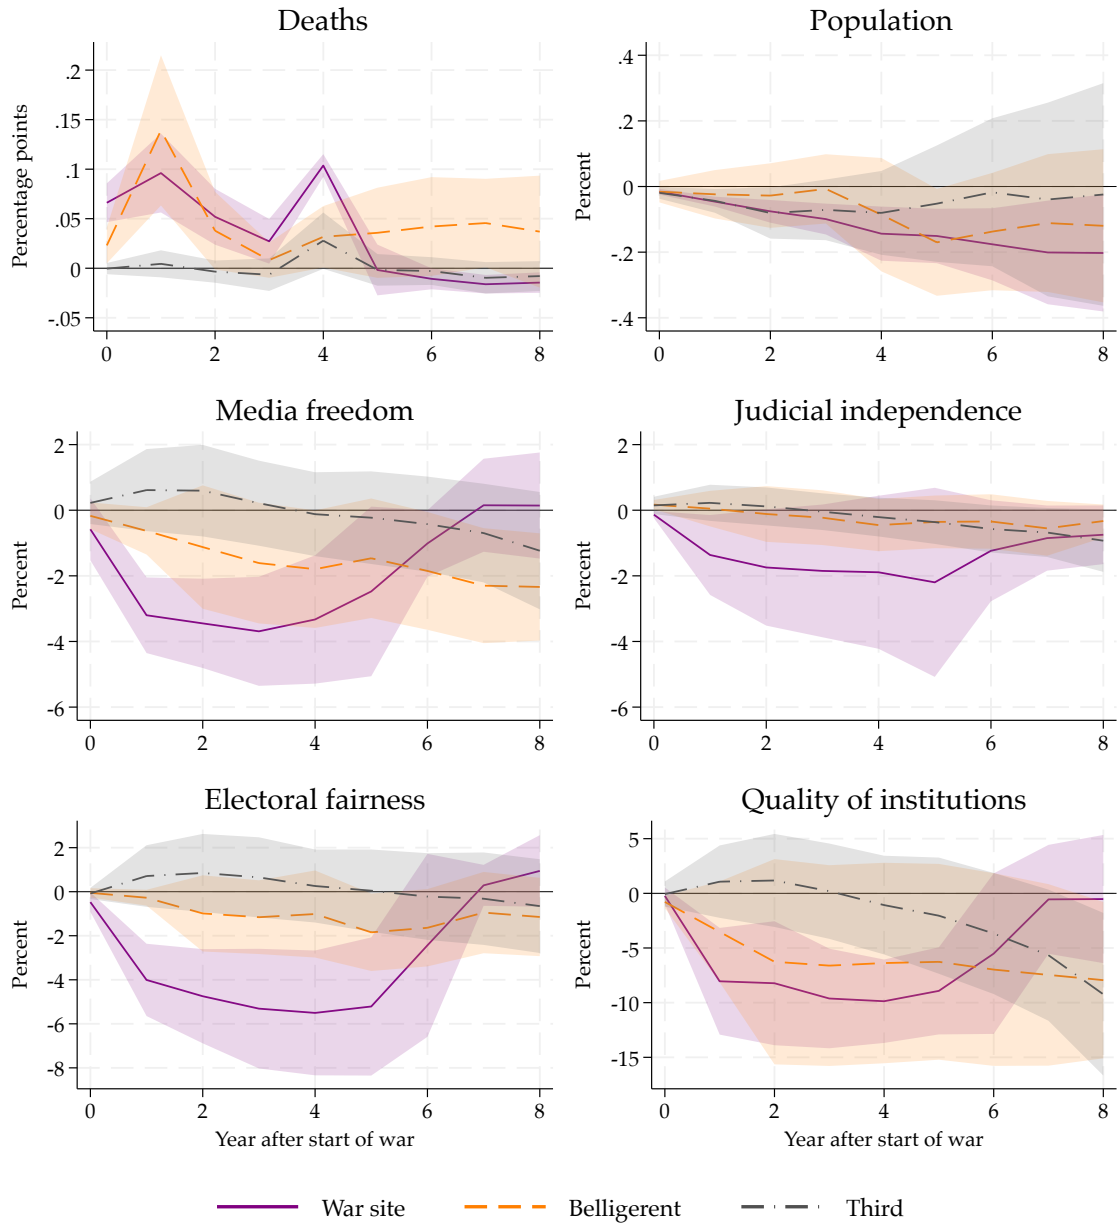 Deaths
Population
Percentage points
.2
.15
.1
.05
0
-.05
0 2 4 6 8
Percent
.4
.2
0
-.2
-.4
0 2 4 6 8
Media freedom
Judicial independence
Percent
2
0
-2
-4
-6
0 2 4 6 8
Percent
2
0
-2
-4
-6
0 2 4 6 8
Electoral fairness
Quality of institutions
Percent
2
0
-2
-4
-6
-8
0 2 4 6 8
Year after start of war
Percent
5
0
-5
-10
-15
0 2 4 6 8
Year after start of war
War site Belligerent Third